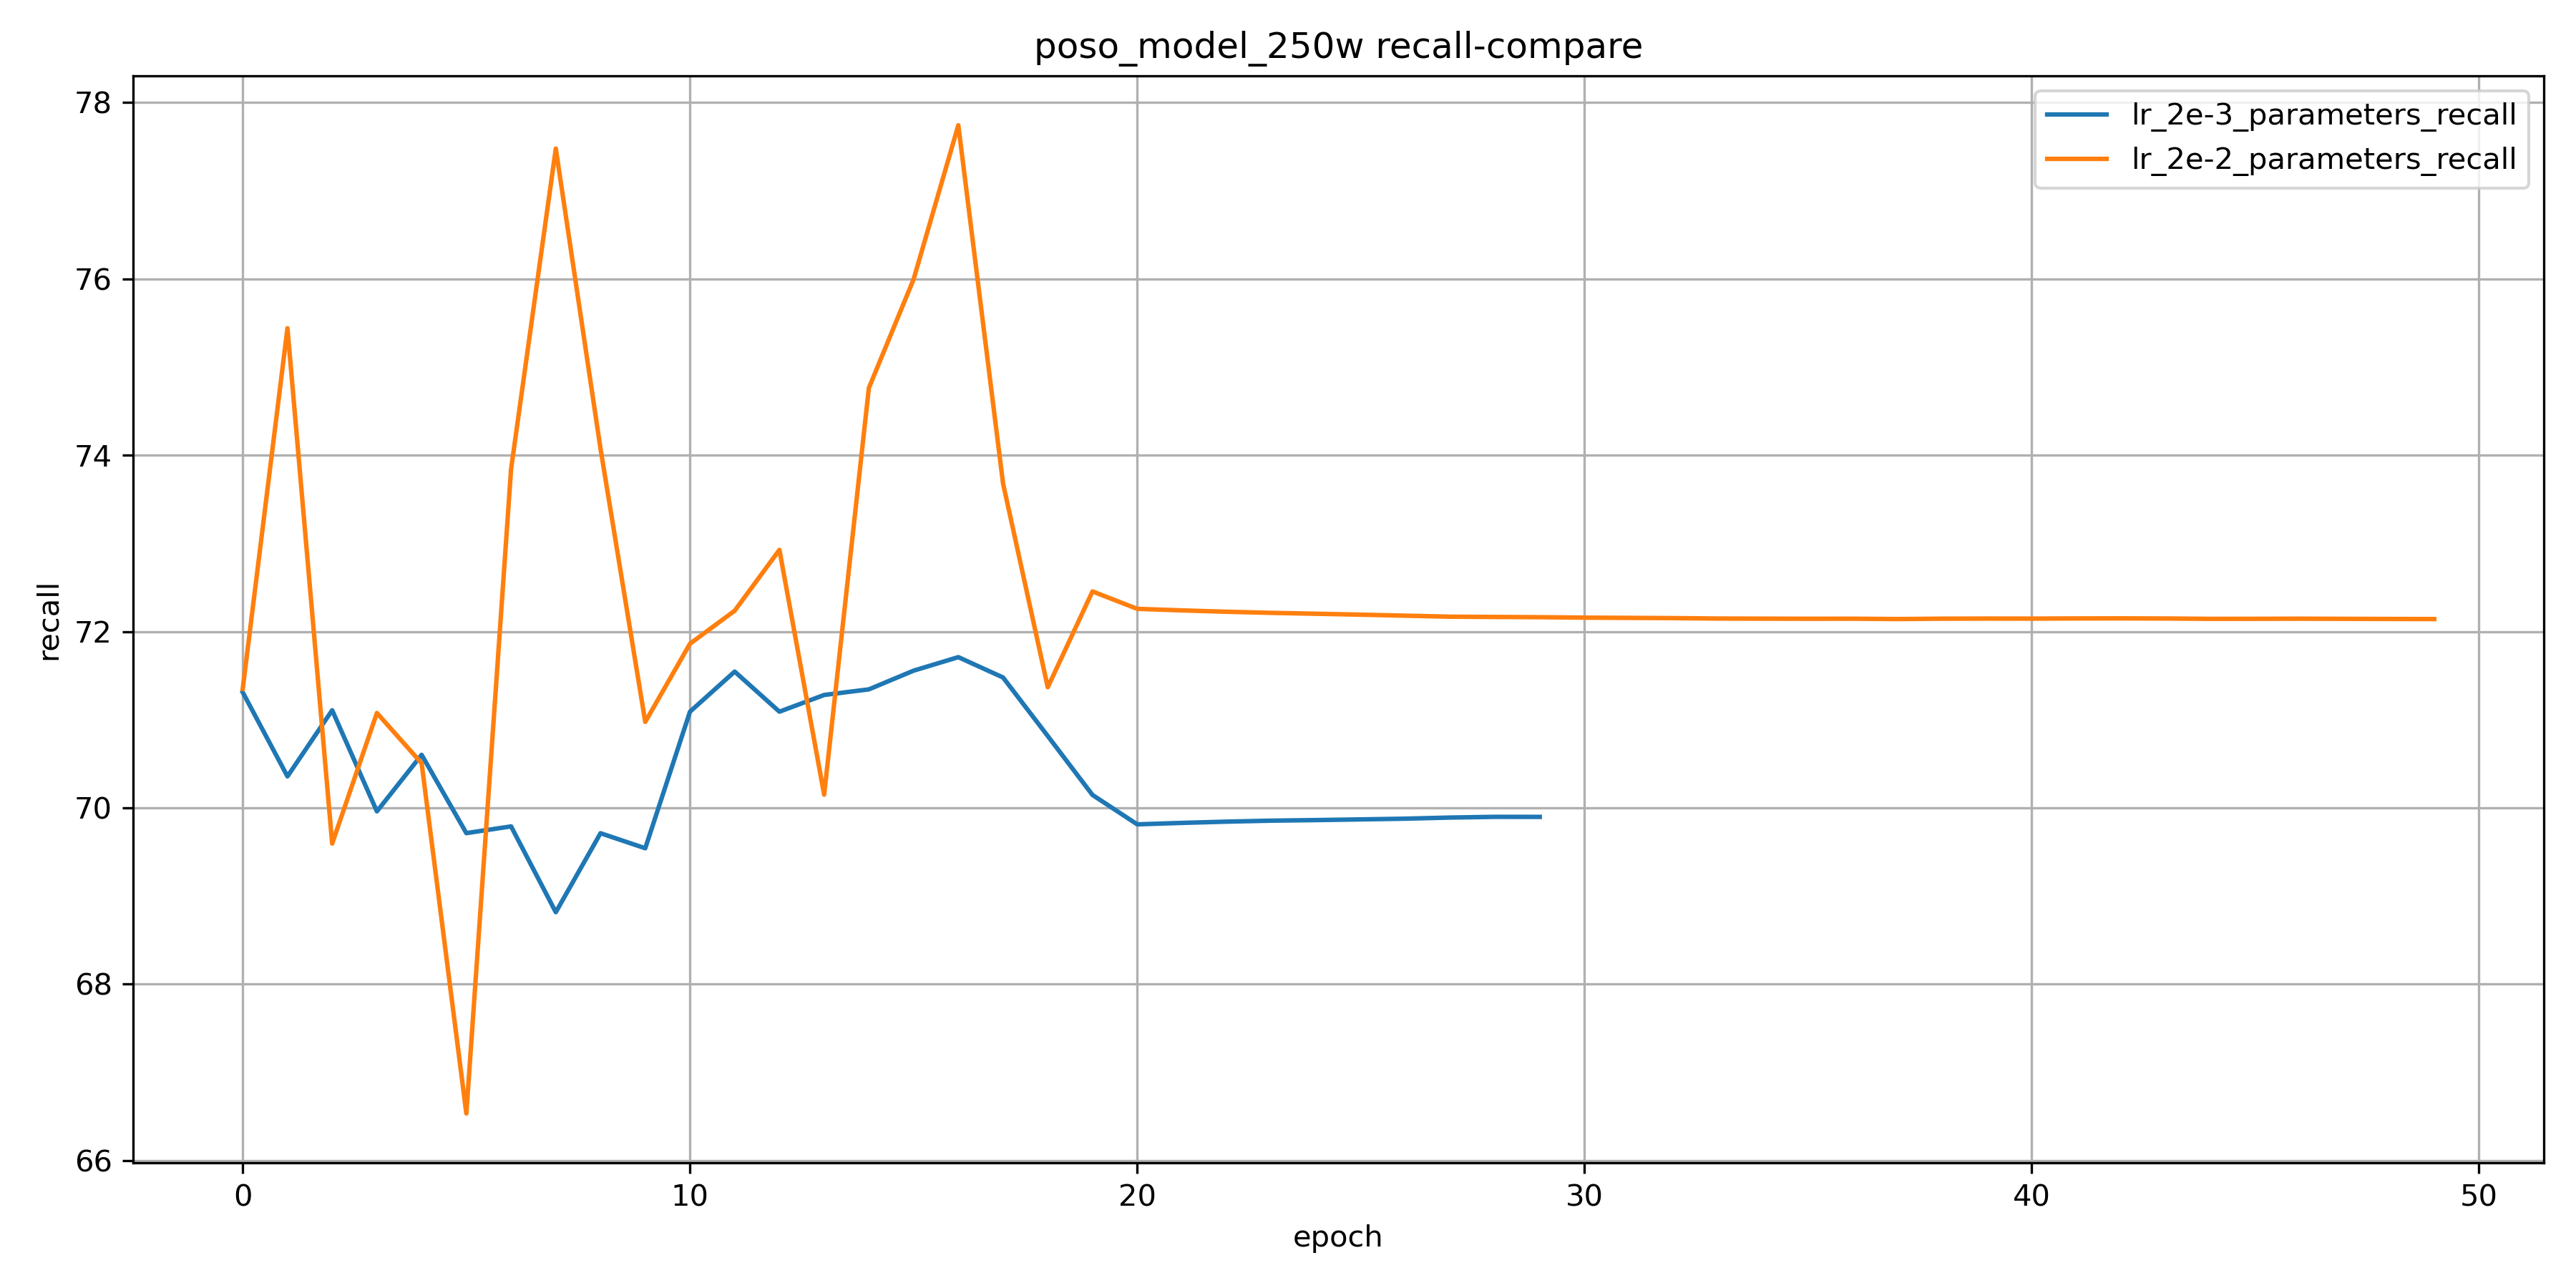 poso_model_250w recall-compare
lr_2e-3_parameters_recall
lr_2e-2_parameters_recall
78
76
74
72
70
68
66
recall
0 10 20 30 40 50
epoch